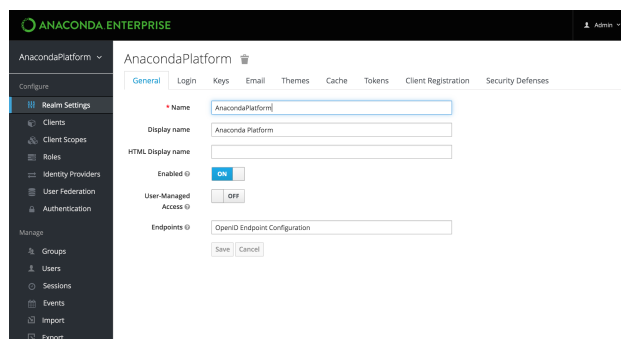 ANACONDA ENTERPRISE
Admin
AnacondaPlatform
Configure
Realm Settings
Clients
Client Scopes
Roles
Identity Providers
User Federation
Authentication
Manage
Groups
Users
Sessions
Events
Import
Export
AnacondaPlatform
General Login Keys Email Themes Cache Tokens Client Registration Security Defenses
* Name AnacondaPlatform
Display name Anaconda Platform
HTML Display name
Enabled ON
User-Managed
Access OFF
Endpoints OpenID Endpoint Configuration
Save Cancel